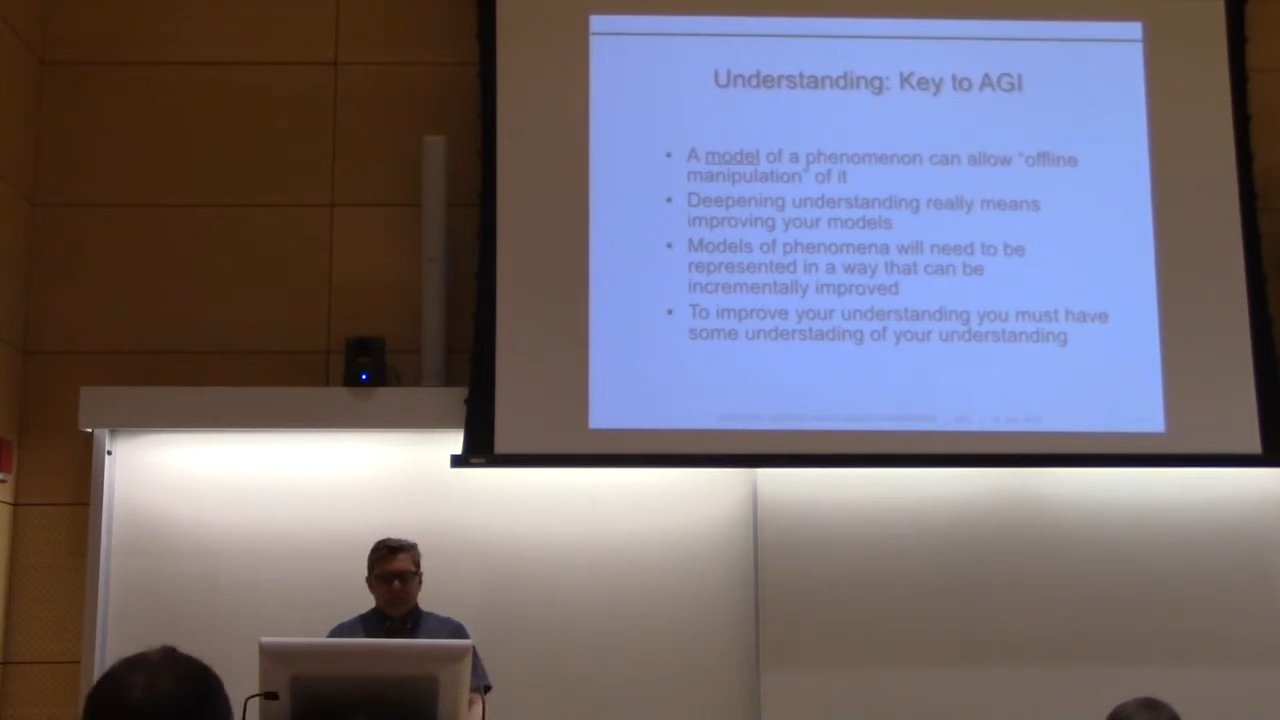 Understanding: Key to AGI
• A model of a phenomenon can allow "offline
manipulation" of it
• Deepening understanding really means
improving your models
• Models of phenomena will need to be
represented in a way that can be
incrementally improved
• To improve your understanding you must have
some understading of your understanding